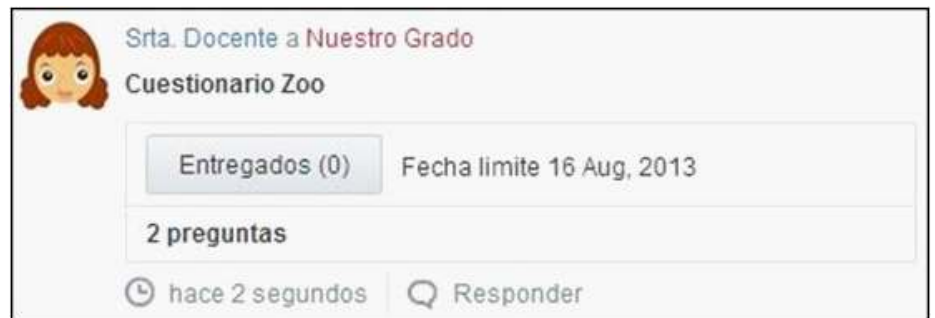 Srta. Docente a Nuestro Grado
Cuestionario Zoo
Entregados (0) Fecha limite 16 Aug, 2013
2 preguntas
hace 2 segundos Responder